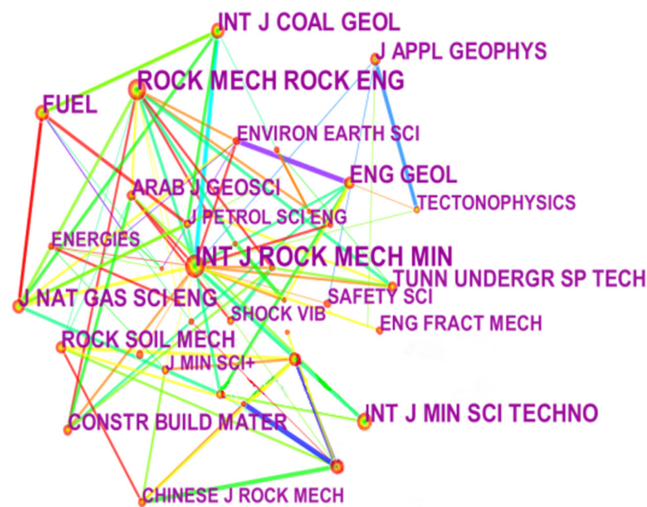 INT J COAL GEOL
J APPL GEOPHYS
ROCK MECH ROCK ENG
FUEL
ENVIRON EARTH SCI
ENG GEOL
ARAB J GEOSCI
TECTONOPHYSICS
J PETROL SCI ENG
ENERGIES
INT J ROCK MECH MIN
TUNN UNDERGR SP TECH
J NAT GAS SCI ENG
SAFETY SCI
SHOCK VIB
ENG FRACT MECH
ROCK SOIL MECH
J MIN SCI+
INT J MIN SCI TECHNO
CONSTR BUILD MATER
CHINESE J ROCK MECH